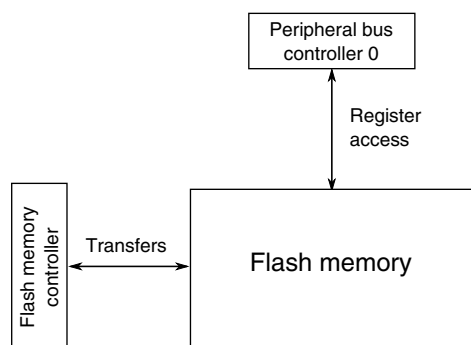 Peripheral bus
controller 0
Register
access
Flash memory
controller
Transfers
Flash memory